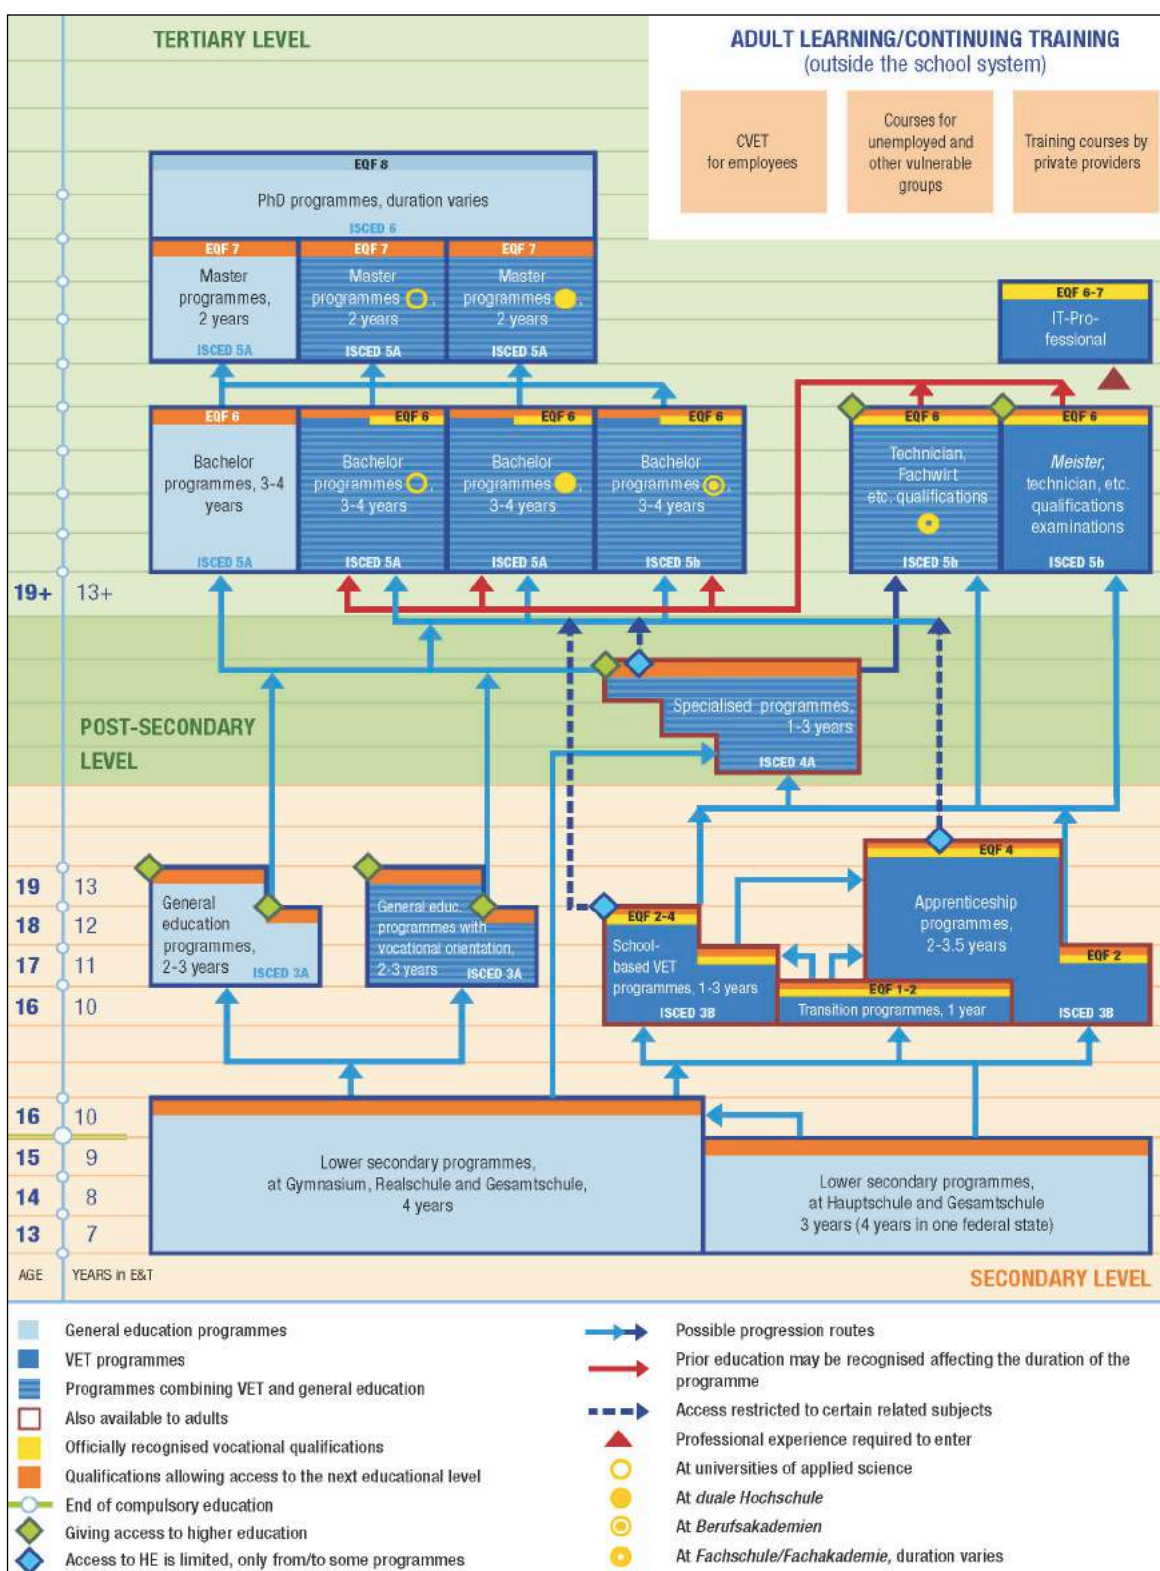 TERTIARY LEVEL
ADULT LEARNING/CONTINUING TRAINING
(outside the school system)
CVET
for employees
Courses for
unemployed and
other vulnerable
groups
Training courses by
private providers
EQF 8
PhD programmes, duration varies
ISCED 6
EQF 7
Master
programmes,
2 years
ISCED 5A
EQF 7
Master
programmes ,
2 years
ISCED 5A
EQF 7
Master
programmes ,
2 years
ISCED 5A
EQF 6-7
IT-Pro-
fessional
EQF 6
Bachelor
programmes, 3-4
years
ISCED 5A
EQF 6
Bachelor
programmes ,
3-4 years
ISCED 5A
EQF 6
Bachelor
programmes ,
3-4 years
ISCED 5A
EQF 6
Bachelor
programmes ,
3-4 years
ISCED 5b
EQF 6
Technician,
Fachwirt
etc. qualifications
ISCED 5b
EQF 6
Meister,
technician, etc.
qualifications
examinations
ISCED 5b
19+ 13+
POST-SECONDARY
LEVEL
Specialised programmes,
1-3 years
ISCED 4A
19 13
18 12
17 11
16 10
General
education
programmes,
2-3 years
ISCED 3A
General educ.
programmes with
vocational orientation,
2-3 years
ISCED 3A
EQF 2-4
School-
based VET
programmes, 1-3 years
ISCED 3B
EQF 1-2
Transition programmes, 1 year
EQF 4
Apprenticeship
programmes,
2-3.5 years
EQF 2
ISCED 3B
16 10
15 9
14 8
13 7
Lower secondary programmes,
at Gymnasium, Realschule and Gesamtschule,
4 years
Lower secondary programmes,
at Hauptschule and Gesamtschule
3 years (4 years in one federal state)
AGE YEARS in E&T
SECONDARY LEVEL
General education programmes
VET programmes
Programmes combining VET and general education
Also available to adults
Officially recognised vocational qualifications
Qualifications allowing access to the next educational level
End of compulsory education
Giving access to higher education
Access to HE is limited, only from/to some programmes
Possible progression routes
Prior education may be recognised affecting the duration of the
programme
Access restricted to certain related subjects
Professional experience required to enter
At universities of applied science
At duale Hochschule
At Berufsakademien
At Fachschule/Fachakademie, duration varies